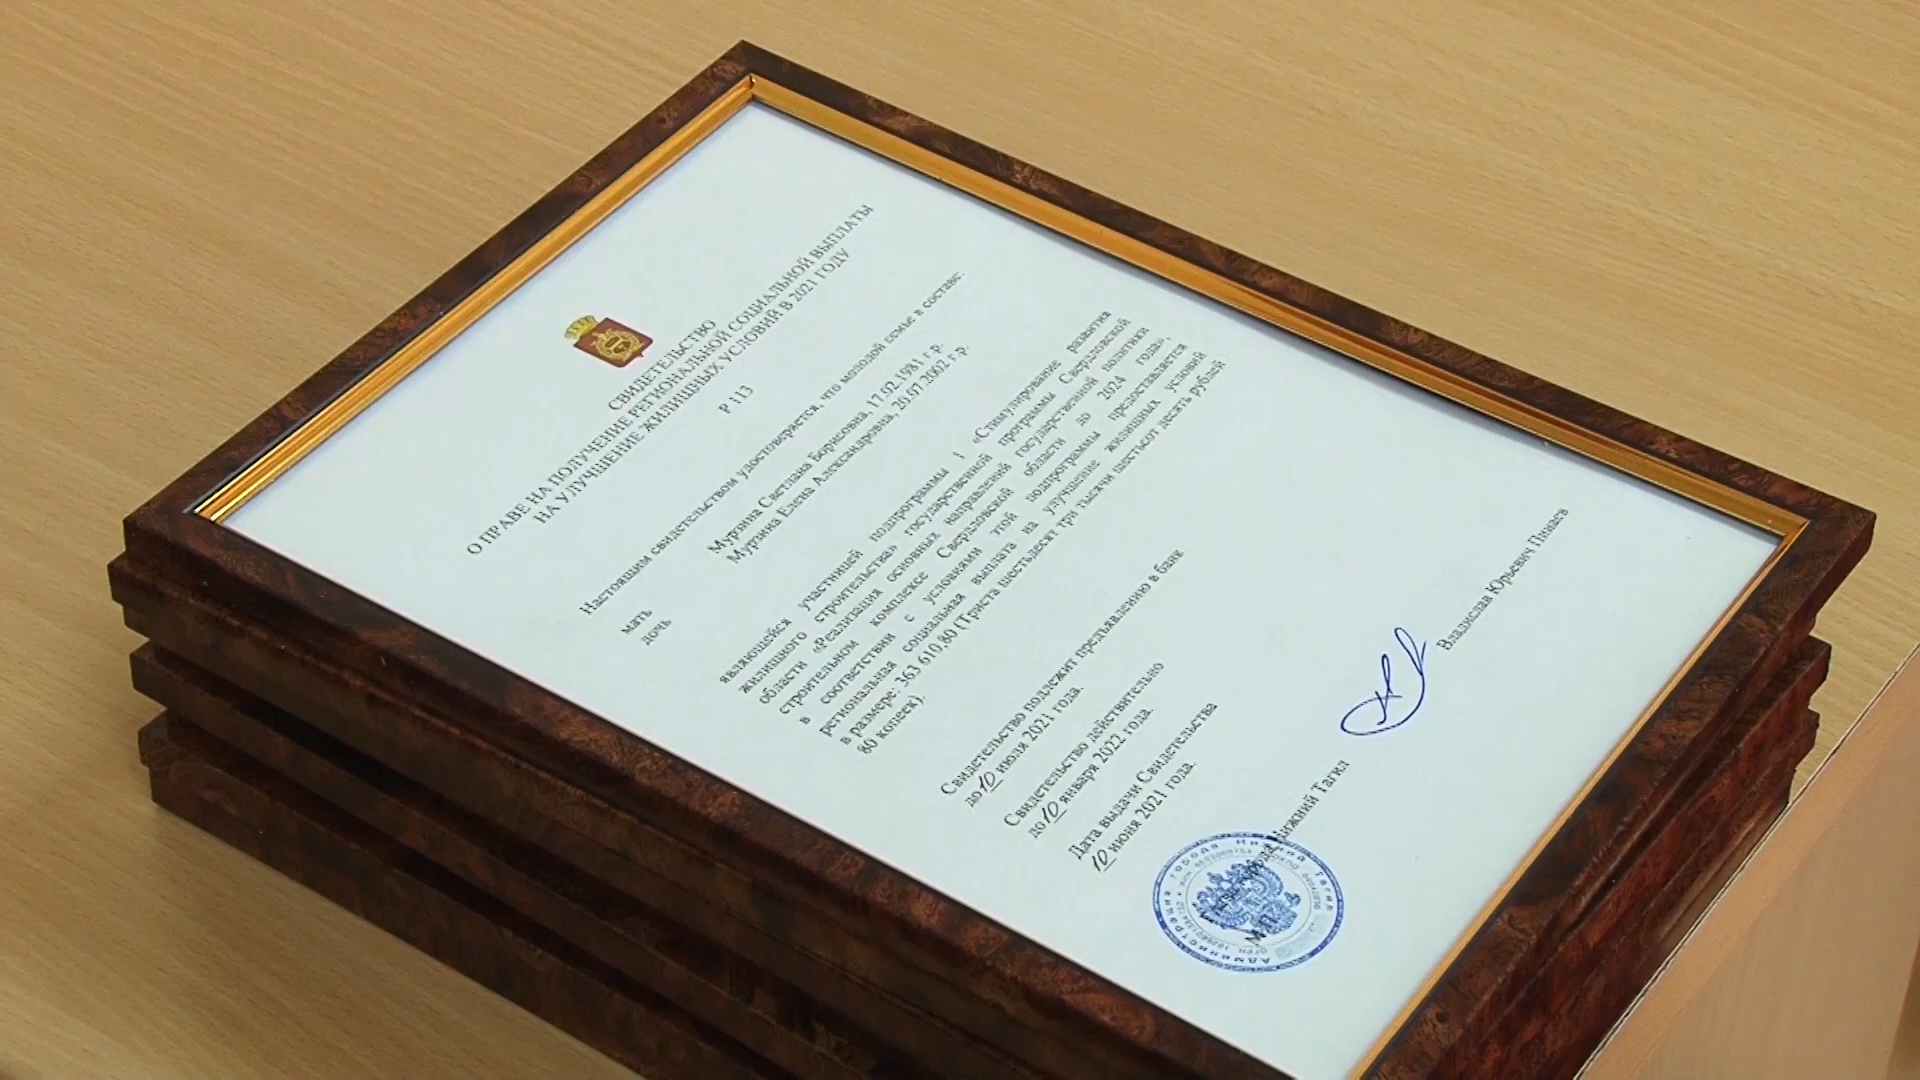 СВИДЕТЕЛЬСТВО
О ПРАВЕ НА ПОЛУЧЕНИЕ РЕГИОНАЛЬНОЙ СОЦИАЛЬНОЙ ВЫПЛАТЫ
НА УЛУЧШЕНИЕ ЖИЛИЩНЫХ УСЛОВИЙ В 2021 ГОДУ
Р 113
Настоящим свидетельством удостоверяется, что молодой семье в составе:
мать Мурзина Светлана Борисовна, 17.02.1981 г.р.
дочь Мурзина Елена Александровна, 20.07.2002 г.р.
являющейся участницей подпрограммы 1 «Стимулирование развития
жилищного строительства» государственной программы Свердловской
области «Реализация основных направлений государственной политики
строительном комплексе Свердловской области до 2024 года»,
в соответствии с условиями этой подпрограммы предоставляется
региональная социальная выплата на улучшение жилищных условий
в размере: 363 610,80 (Триста шестьдесят три тысячи шестьсот десять рублей
80 копеек).
Свидетельство подлежит предъявлению в банк
до 10 июля 2021 года.
Свидетельство действительно
до 10 января 2022 года.
Дата выдачи Свидетельства
10 июня 2021 года.
Нижний Тагил Владислав Юрьевич Пинаев
М.П.
Администрация города Нижний Тагил